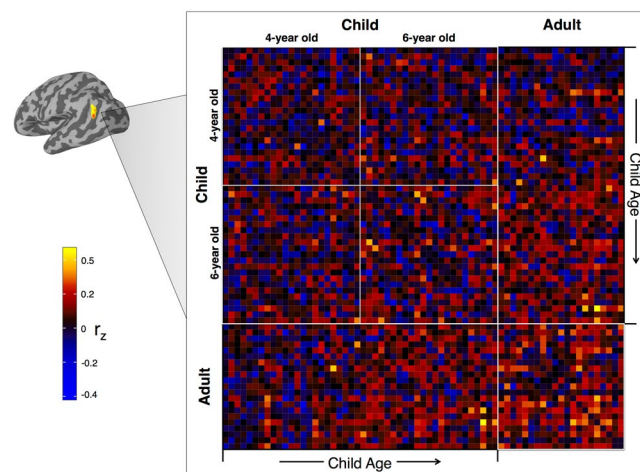 Child
Adult
4-year old
6-year old
4-year old
Child
6-year old
Adult
Child Age
Child Age
0.5
0.2
0
r_z
-0.2
-0.4